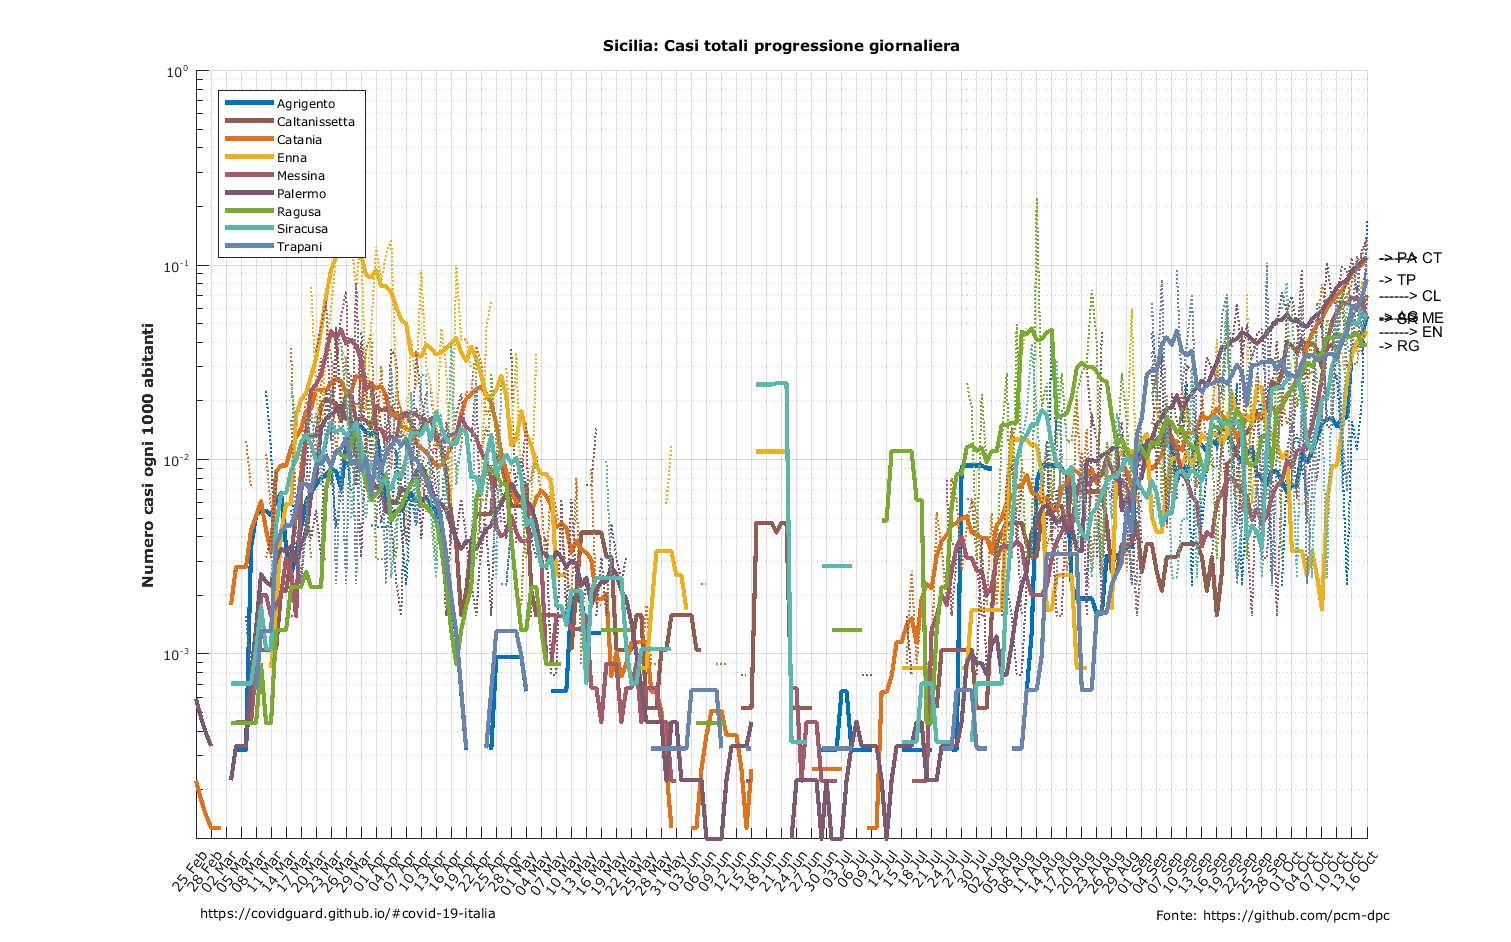 Sicilia: Casi totali progressione giornaliera
Numero casi ogni 1000 abitanti
10^0
10^-1
10^-2
10^-3
Agrigento
Caltanissetta
Catania
Enna
Messina
Palermo
Ragusa
Siracusa
Trapani
-> PA
CT
-> TP
------> CL
ME
------> EN
-> RG
25 Feb
28 Feb
02 Mar
05 Mar
08 Mar
11 Mar
14 Mar
17 Mar
20 Mar
23 Mar
26 Mar
29 Mar
01 Apr
04 Apr
07 Apr
10 Apr
13 Apr
16 Apr
19 Apr
22 Apr
25 Apr
28 Apr
01 May
04 May
07 May
10 May
13 May
16 May
19 May
22 May
25 May
28 May
31 May
03 Jun
06 Jun
09 Jun
12 Jun
15 Jun
18 Jun
21 Jun
24 Jun
27 Jun
30 Jun
03 Jul
06 Jul
09 Jul
12 Jul
15 Jul
18 Jul
21 Jul
24 Jul
27 Jul
30 Jul
02 Aug
05 Aug
08 Aug
11 Aug
14 Aug
17 Aug
20 Aug
23 Aug
26 Aug
29 Aug
01 Sep
04 Sep
07 Sep
10 Sep
13 Sep
16 Sep
19 Sep
22 Sep
25 Sep
28 Sep
01 Oct
04 Oct
07 Oct
10 Oct
13 Oct
16 Oct
https://covidguard.github.io/#covid-19-italia
Fonte: https://github.com/pcm-dpc